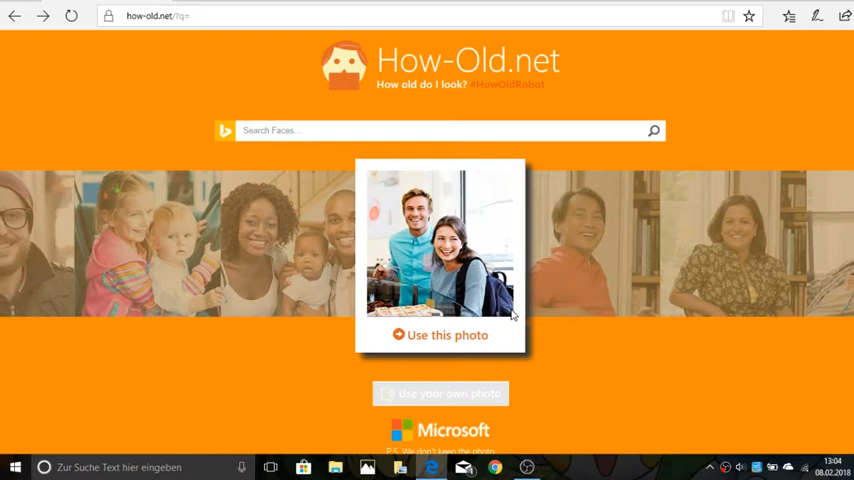 how-old.net/?q=
How-Old.net
How old do I look? #HowOldRobot
Search Faces...
Use this photo
Use your own photo
Microsoft
P.S. We don't keep the photo
Zur Suche Text hier eingeben
13:04
08.02.2018